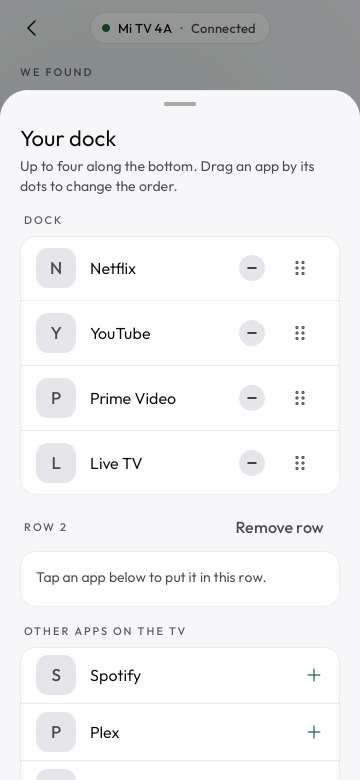 Mi TV 4A · Connected
WE FOUND
Your dock
Up to four along the bottom. Drag an app by its
dots to change the order.
DOCK
N Netflix
Y YouTube
P Prime Video
L Live TV
ROW 2 Remove row
Tap an app below to put it in this row.
OTHER APPS ON THE TV
S Spotify
P Plex